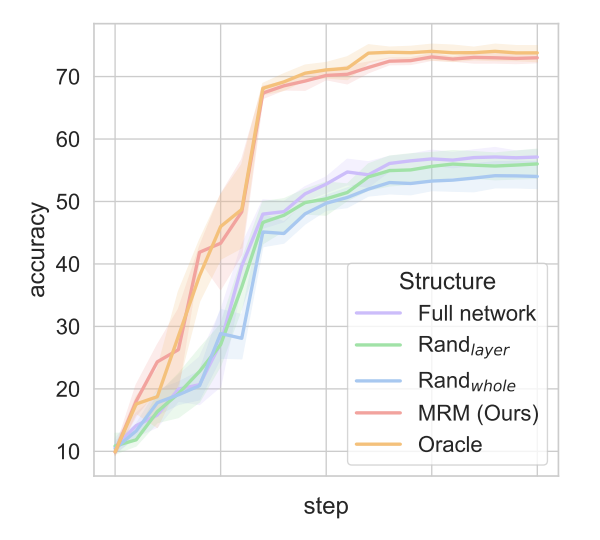 70
60
50
40
30
20
10
accuracy
step
Structure
Full network
Rand_layer
Rand_whole
MRM (Ours)
Oracle